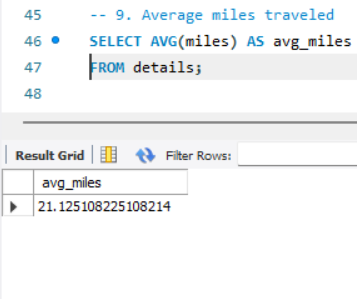 45 -- 9. Average miles traveled
46 SELECT AVG(miles) AS avg_miles
47 FROM details;
48
Result Grid Filter Rows:
avg_miles
21.125108225108214